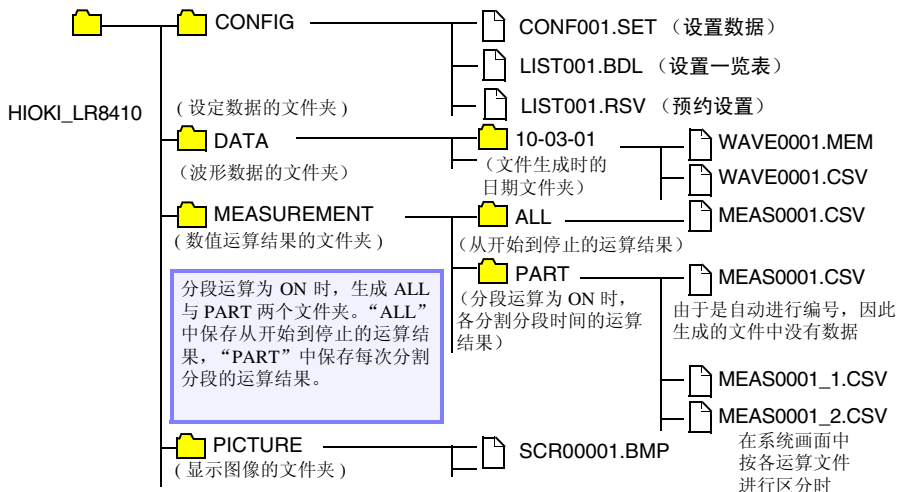 HIOKI_LR8410
CONFIG
(设定数据的文件夹)
CONF001.SET（设置数据）
LIST001.BDL（设置一览表）
LIST001.RSV（预约设置）
DATA
（波形数据的文件夹）
10-03-01
（文件生成时的
日期文件夹）
WAVE0001.MEM
WAVE0001.CSV
MEASUREMENT
(数值运算结果的文件夹)
ALL
（从开始到停止的运算结果）
MEAS0001.CSV
PART
（分段运算为 ON 时，
各分割分段时间的运算
结果）
MEAS0001.CSV
由于是自动进行编号，因此
生成的文件中没有数据
MEAS0001_1.CSV
MEAS0001_2.CSV
在系统画面中
按各运算文件
进行区分时
分段运算为 ON 时，生成 ALL
与 PART 两个文件夹。“ALL”
中保存从开始到停止的运算结
果，“PART”中保存每次分割
分段的运算结果。
PICTURE
(显示图像的文件夹)
SCR00001.BMP